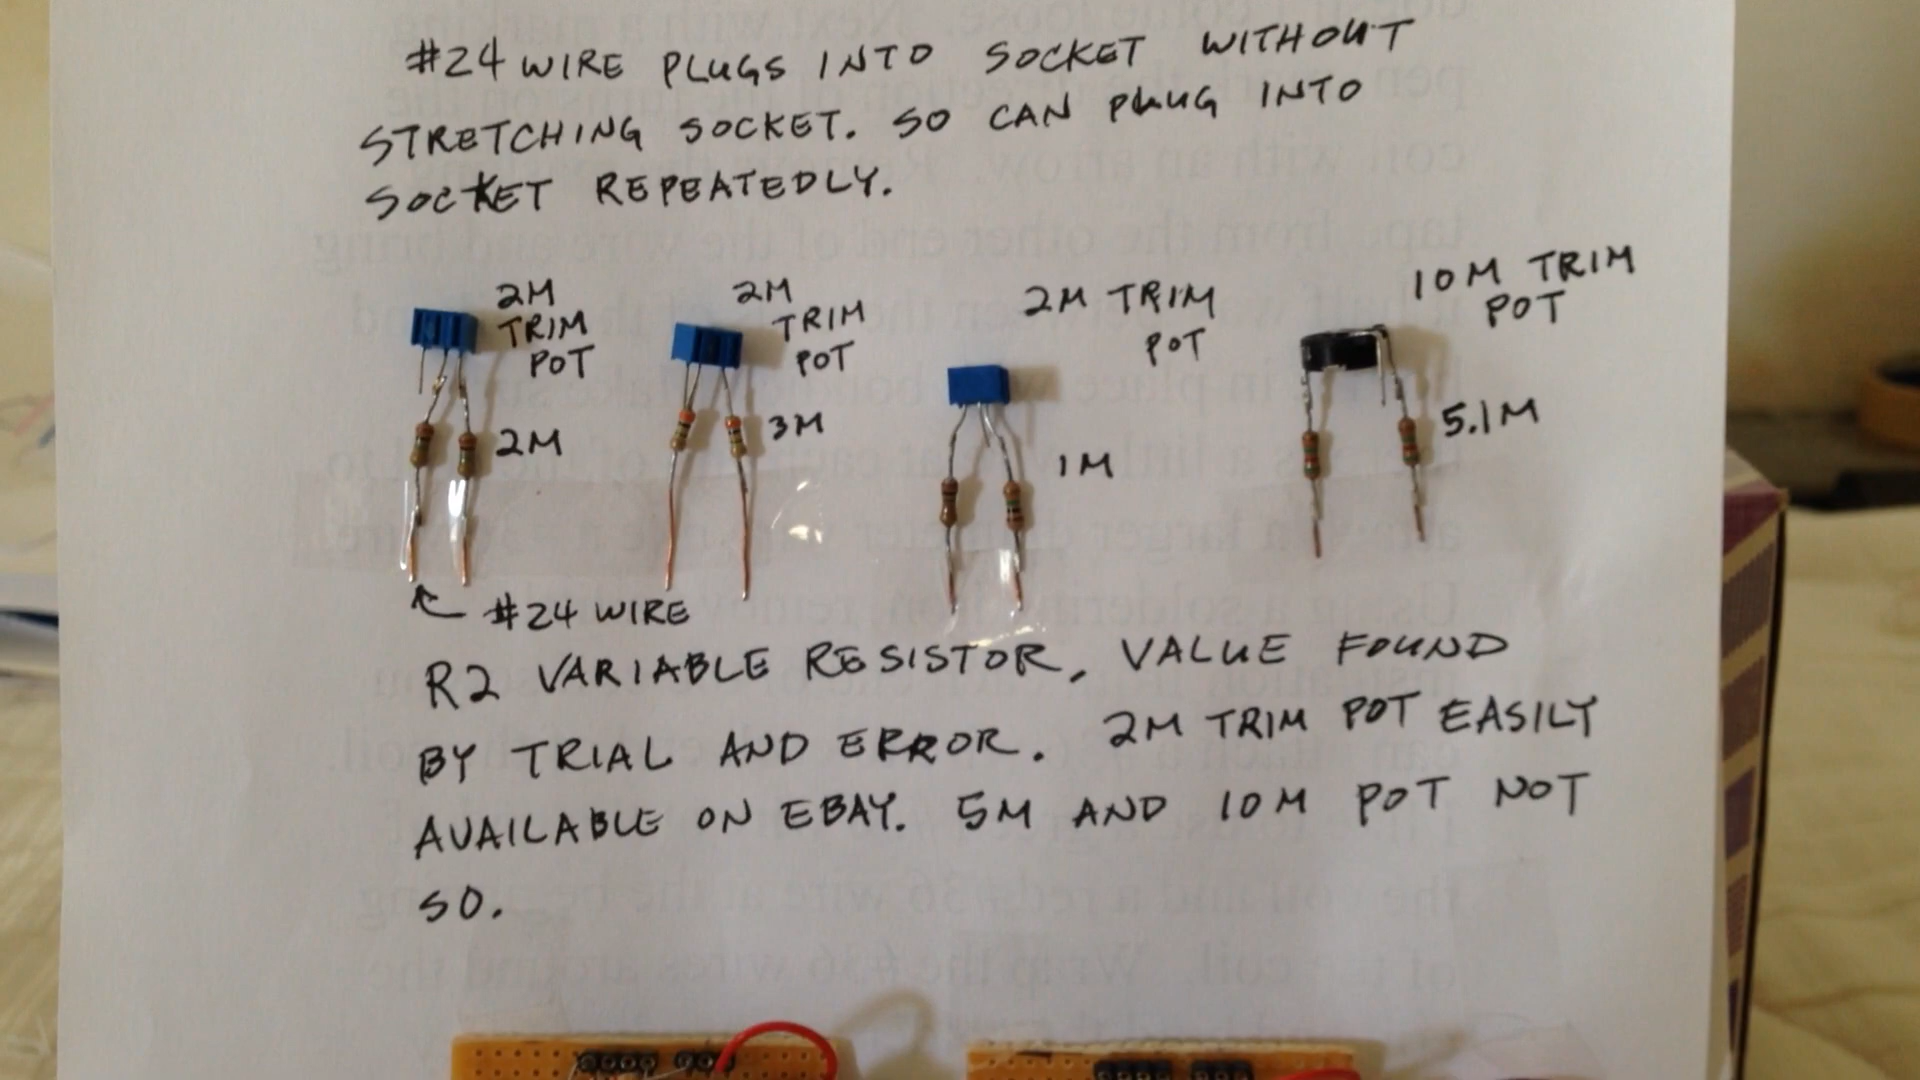 #24 WIRE PLUGS INTO SOCKET WITHOUT
STRETCHING SOCKET. SO CAN PLUG INTO
SOCKET REPEATEDLY.
2M
TRIM
POT
2M
2M
TRIM
POT
3M
2M TRIM
POT
1M
10M TRIM
POT
5.1M
#24 WIRE
R2 VARIABLE RESISTOR, VALUE FOUND
BY TRIAL AND ERROR. 2M TRIM POT EASILY
AVAILABLE ON EBAY. 5M AND 10M POT NOT
SO.